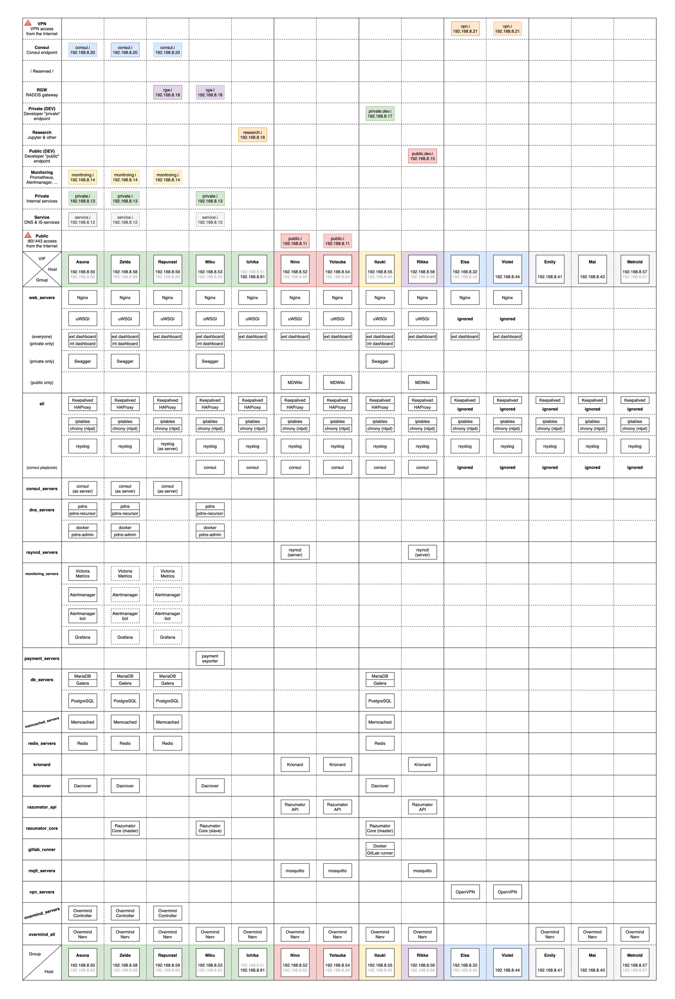 VPN
VPN access
from the Internet
vpn.i
192.168.8.21
vpn.i
192.168.8.21
Consul
Consul endpoint
consul.i
192.168.8.20
consul.i
192.168.8.20
consul.i
192.168.8.20
/ Reserved /
RGW
RADOS gateway
rgw.i
192.168.8.18
rgw.i
192.168.8.18
Private (DEV)
Developer "private"
endpoint
private.dev.i
192.168.8.17
Research
Jupyter & other
research.i
192.168.8.16
Public (DEV)
Developer "public"
endpoint
public.dev.i
192.168.8.15
Monitoring
Prometheus,
Alertmanager, ...
monitroing.i
192.168.8.14
monitroing.i
192.168.8.14
monitroing.i
192.168.8.14
Private
Internal services
private.i
192.168.8.13
private.i
192.168.8.13
private.i
192.168.8.13
Service
DNS & IS-services
service.i
192.168.8.12
service.i
192.168.8.12
service.i
192.168.8.12
Public
:80/:443 access
from the Internet
public.i
192.168.8.11
public.i
192.168.8.11
VIP
Host
Group
Asuna
192.168.8.50
192.168.8.60
Zelda
192.168.8.58
192.168.8.68
Rapunzel
192.168.8.59
192.168.8.69
Miku
192.168.8.53
192.168.8.63
Ichika
192.168.8.51
192.168.8.61
Nino
192.168.8.52
192.168.8.62
Yotsuba
192.168.8.54
192.168.8.64
Itsuki
192.168.8.55
192.168.8.65
Rikka
192.168.8.56
192.168.8.66
Elsa
192.168.8.32
192.168.8.42
Violet
192.168.8.44
Emily
192.168.8.41
Mai
192.168.8.43
Metroid
192.168.8.57
192.168.8.67
web_servers
Nginx
Nginx
Nginx
Nginx
Nginx
Nginx
Nginx
Nginx
Nginx
Nginx
Nginx
uWSGI
uWSGI
uWSGI
uWSGI
uWSGI
uWSGI
uWSGI
uWSGI
uWSGI
ignored
ignored
(everyone)
ext dashboard
ext dashboard
ext dashboard
ext dashboard
ext dashboard
ext dashboard
ext dashboard
ext dashboard
ext dashboard
ext dashboard
ext dashboard
(private only)
int dashboard
int dashboard
int dashboard
int dashboard
(private only)
Swagger
Swagger
Swagger
Swagger
(public only)
MDWiki
MDWiki
MDWiki
all
Keepalived
Keepalived
Keepalived
Keepalived
Keepalived
Keepalived
Keepalived
Keepalived
Keepalived
Keepalived
Keepalived
Keepalived
Keepalived
Keepalived
HAProxy
HAProxy
HAProxy
HAProxy
HAProxy
HAProxy
HAProxy
HAProxy
HAProxy
ignored
ignored
ignored
ignored
ignored
iptables
iptables
iptables
iptables
iptables
iptables
iptables
iptables
iptables
iptables
iptables
iptables
iptables
iptables
chrony (ntpd)
chrony (ntpd)
chrony (ntpd)
chrony (ntpd)
chrony (ntpd)
chrony (ntpd)
chrony (ntpd)
chrony (ntpd)
chrony (ntpd)
chrony (ntpd)
chrony (ntpd)
chrony (ntpd)
chrony (ntpd)
chrony (ntpd)
rsyslog
rsyslog
rsyslog
(as server)
rsyslog
rsyslog
rsyslog
rsyslog
rsyslog
rsyslog
rsyslog
rsyslog
rsyslog
rsyslog
rsyslog
(consul playbook)
consul
consul
consul
consul
consul
consul
ignored
ignored
ignored
ignored
ignored
consul_servers
consul
(as server)
consul
(as server)
consul
(as server)
dns_servers
pdns
pdns-recursor
pdns
pdns-recursor
pdns
pdns-recursor
docker
pdns-admin
docker
pdns-admin
docker
pdns-admin
rsyncd_servers
rsyncd
(server)
rsyncd
(server)
monitoring_servers
Victoria
Metrics
Victoria
Metrics
Victoria
Metrics
Alertmanager
Alertmanager
Alertmanager
Alertmanager
bot
Alertmanager
bot
Alertmanager
bot
Grafana
Grafana
Grafana
payment_servers
payment
exporter
db_servers
MariaDB
Galera
MariaDB
Galera
MariaDB
Galera
MariaDB
Galera
PostgreSQL
PostgreSQL
PostgreSQL
PostgreSQL
memcached_servers
Memcached
Memcached
Memcached
Memcached
redis_servers
Redis
Redis
Redis
Redis
krionard
Krionard
Krionard
Krionard
dacrover
Dacrover
Dacrover
Dacrover
Dacrover
razumator_api
Razumator
API
Razumator
API
Razumator
API
razumator_core
Razumator
Core (master)
Razumator
Core (slave)
Razumator
Core (master)
gitlab_runner
Docker
GitLab runner
mqtt_servers
mosquitto
mosquitto
mosquitto
vpn_servers
OpenVPN
OpenVPN
overmind_servers
Overmind
Controller
Overmind
Controller
Overmind
Controller
overmind_all
Overmind
Nerv
Overmind
Nerv
Overmind
Nerv
Overmind
Nerv
Overmind
Nerv
Overmind
Nerv
Overmind
Nerv
Overmind
Nerv
Overmind
Nerv
Overmind
Nerv
Overmind
Nerv
Overmind
Nerv
Group
Host
Asuna
192.168.8.50
192.168.8.60
Zelda
192.168.8.58
192.168.8.68
Rapunzel
192.168.8.59
192.168.8.69
Miku
192.168.8.53
192.168.8.63
Ichika
192.168.8.51
192.168.8.61
Nino
192.168.8.52
192.168.8.62
Yotsuba
192.168.8.54
192.168.8.64
Itsuki
192.168.8.55
192.168.8.65
Rikka
192.168.8.56
192.168.8.66
Elsa
192.168.8.32
192.168.8.42
Violet
192.168.8.44
Emily
192.168.8.41
Mai
192.168.8.43
Metroid
192.168.8.57
192.168.8.67